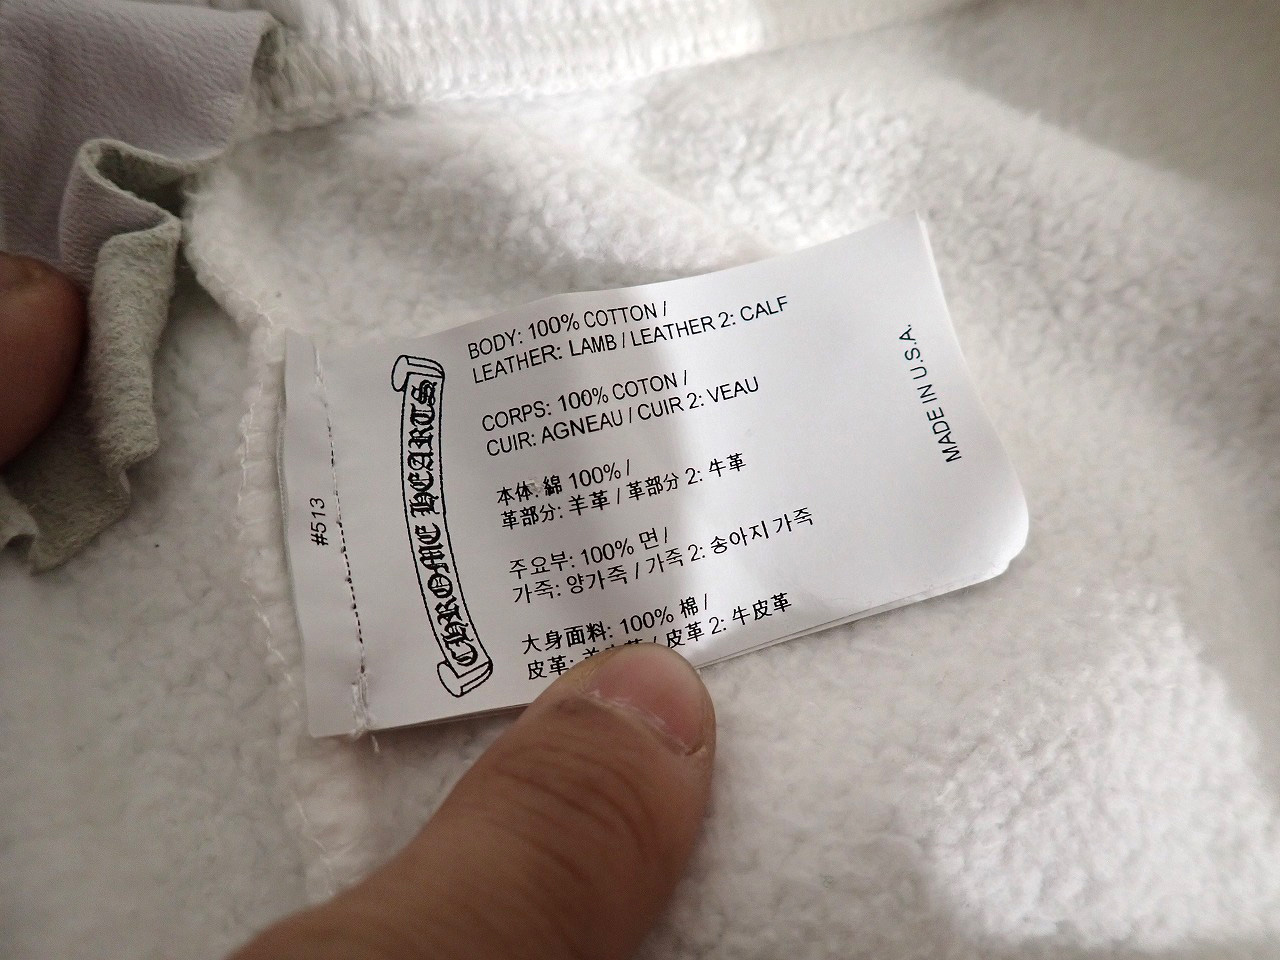 #513
CHROME HEARTS
BODY: 100% COTTON /
LEATHER: LAMB / LEATHER 2: CALF
CORPS: 100% COTON /
CUIR: AGNEAU / CUIR 2: VEAU
本体: 綿 100% /
革部分: 羊革 / 革部分 2: 牛革
주요부: 100% 면 /
가죽: 양가죽 / 가죽 2: 송아지 가죽
大身面料: 100% 棉 /
皮革: / 皮革 2: 牛皮革
MADE IN U.S.A.